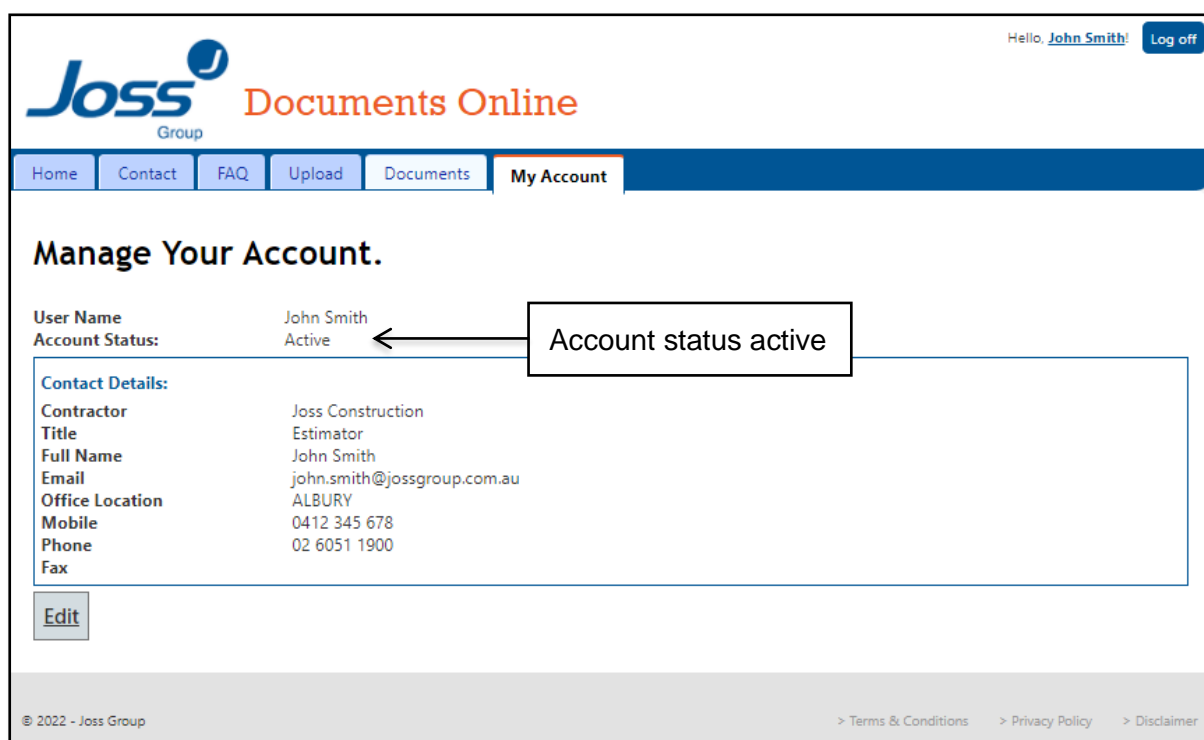 Hello, John Smith! Log off
Joss
Group
Documents Online
Home Contact FAQ Upload Documents My Account
Manage Your Account.
User Name John Smith
Account Status: Active
Account status active
Contact Details:
Contractor Joss Construction
Title Estimator
Full Name John Smith
Email john.smith@jossgroup.com.au
Office Location ALBURY
Mobile 0412 345 678
Phone 02 6051 1900
Fax
Edit
© 2022 - Joss Group > Terms & Conditions > Privacy Policy > Disclaimer